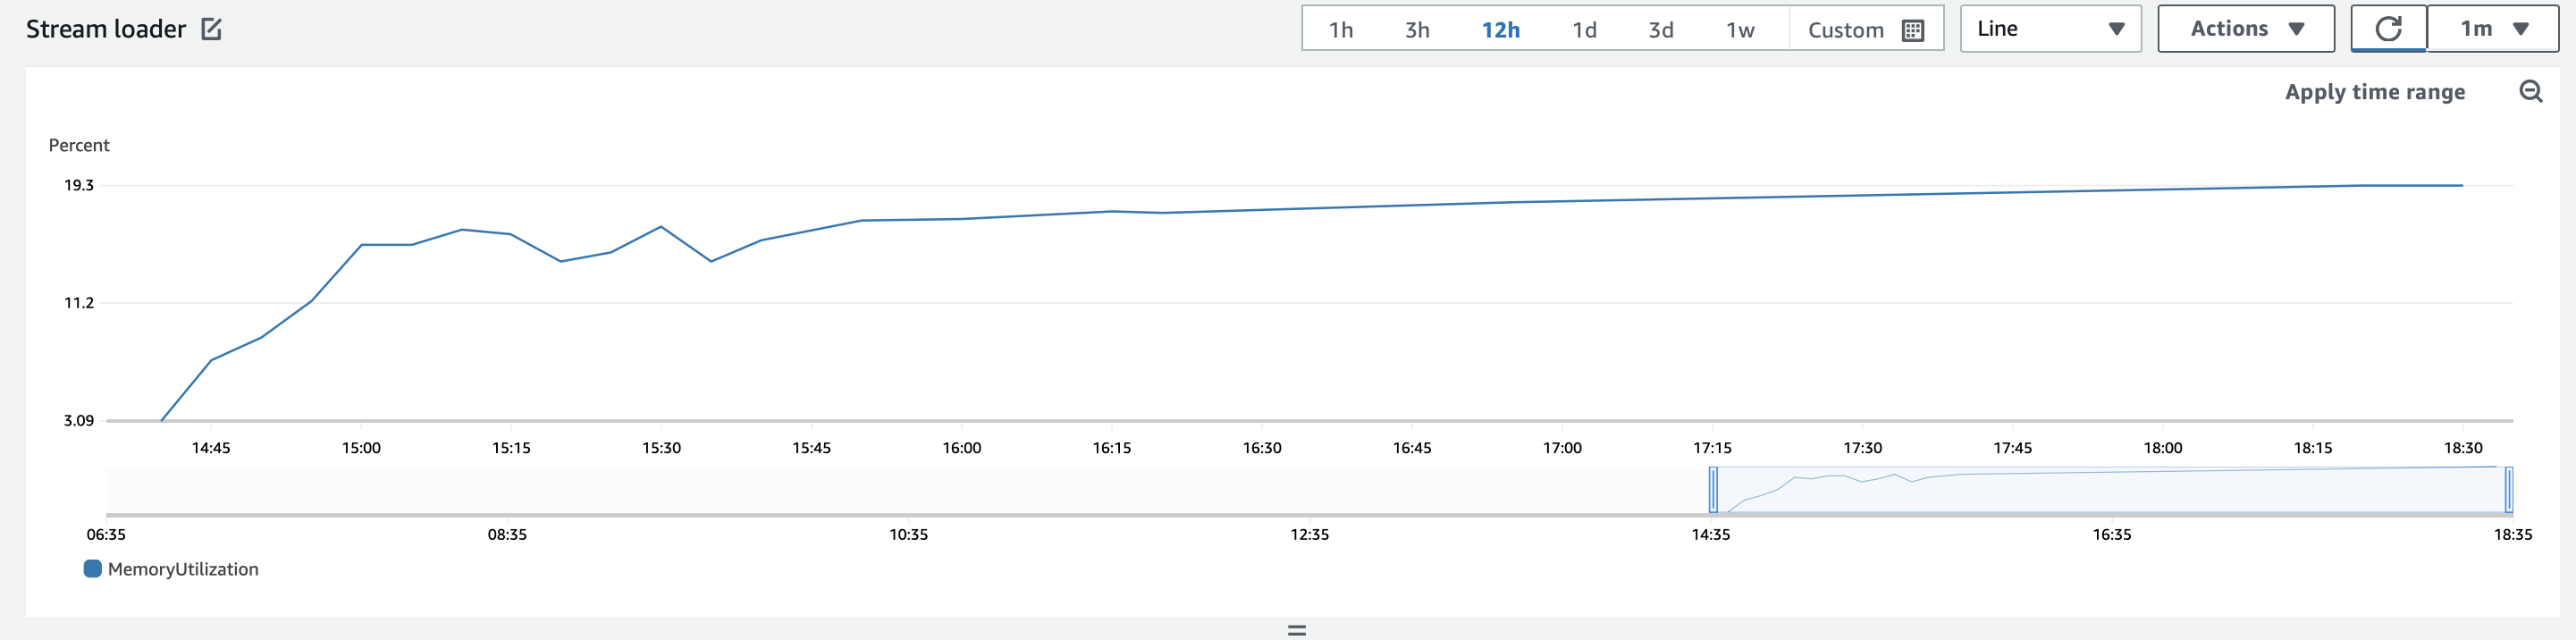 Stream loader 1h 3h 12h 1d 3d 1w Custom Line Actions 1m
Apply time range
Percent
19.3
11.2
3.09
14:45 15:00 15:15 15:30 15:45 16:00 16:15 16:30 16:45 17:00 17:15 17:30 17:45 18:00 18:15 18:30
06:35 08:35 10:35 12:35 14:35 16:35 18:35
MemoryUtilization